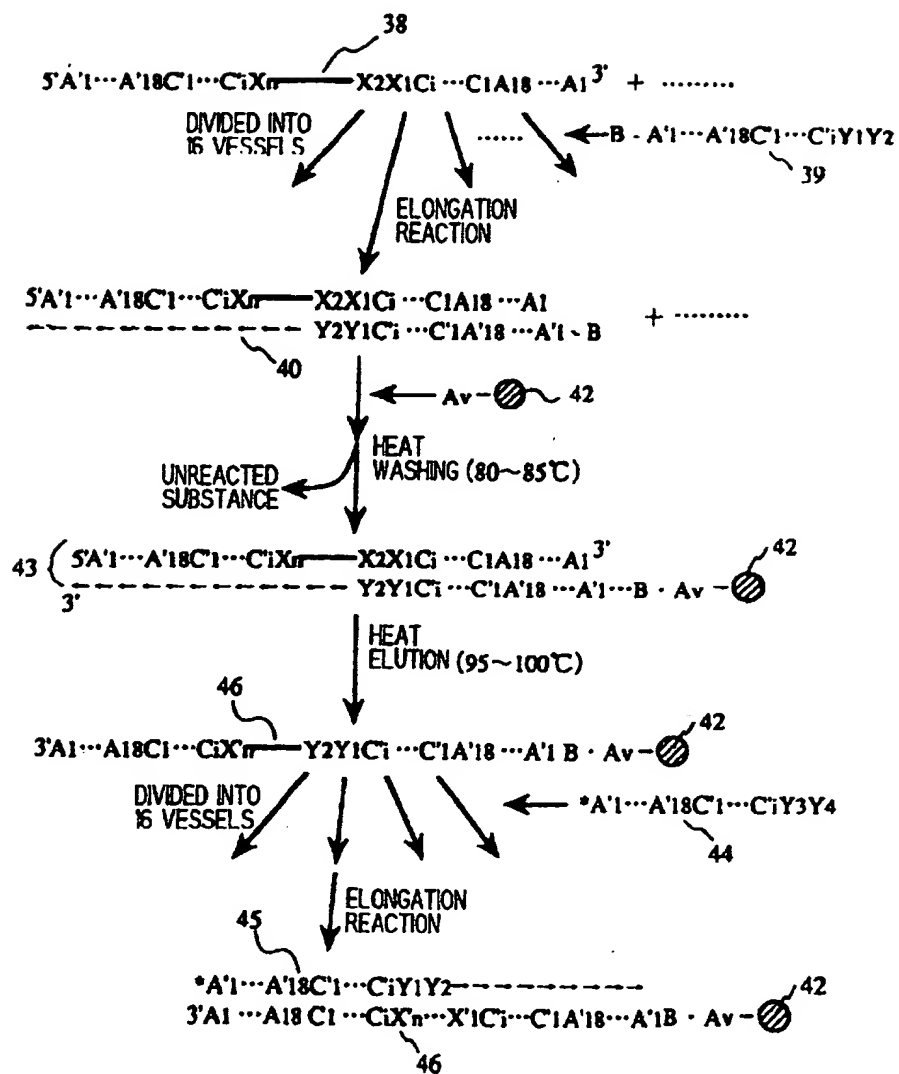 38
5'A'1···A'18C'1···C'iXn X2X1Ci ···C1A18 ···A1 3' + ·········
DIVIDED INTO
16 VESSELS
······
B - A'1···A'18C'1···C'iY1Y2
39
ELONGATION
REACTION
5'A'1···A'18C'1···C'iXn X2X1Ci ···C1A18 ···A1
Y2Y1C'i ···C'1A'18 ···A'1 - B
+ ·········
40
Av - 42
HEAT
WASHING (80~85℃)
UNREACTED
SUBSTANCE
43 5'A'1···A'18C'1···C'iXn X2X1Ci ···C1A18 ···A1 3'
42
3' Y2Y1C'i ···C'1A'18 ···A'1···B · Av -
HEAT
ELUTION (95~100℃)
46
42
3'A1···A18C1···CiX'n Y2Y1C'i ···C'1A'18 ···A'1 B · Av -
DIVIDED INTO
16 VESSELS
*A'1···A'18C'1···C'iY3Y4
44
ELONGATION
REACTION
45
*A'1···A'18C'1···C'iY1Y2
42
3'A1 ···A18 C1 ···CiX'n···X'1C'i···C'1A'18···A'1B · Av -
46